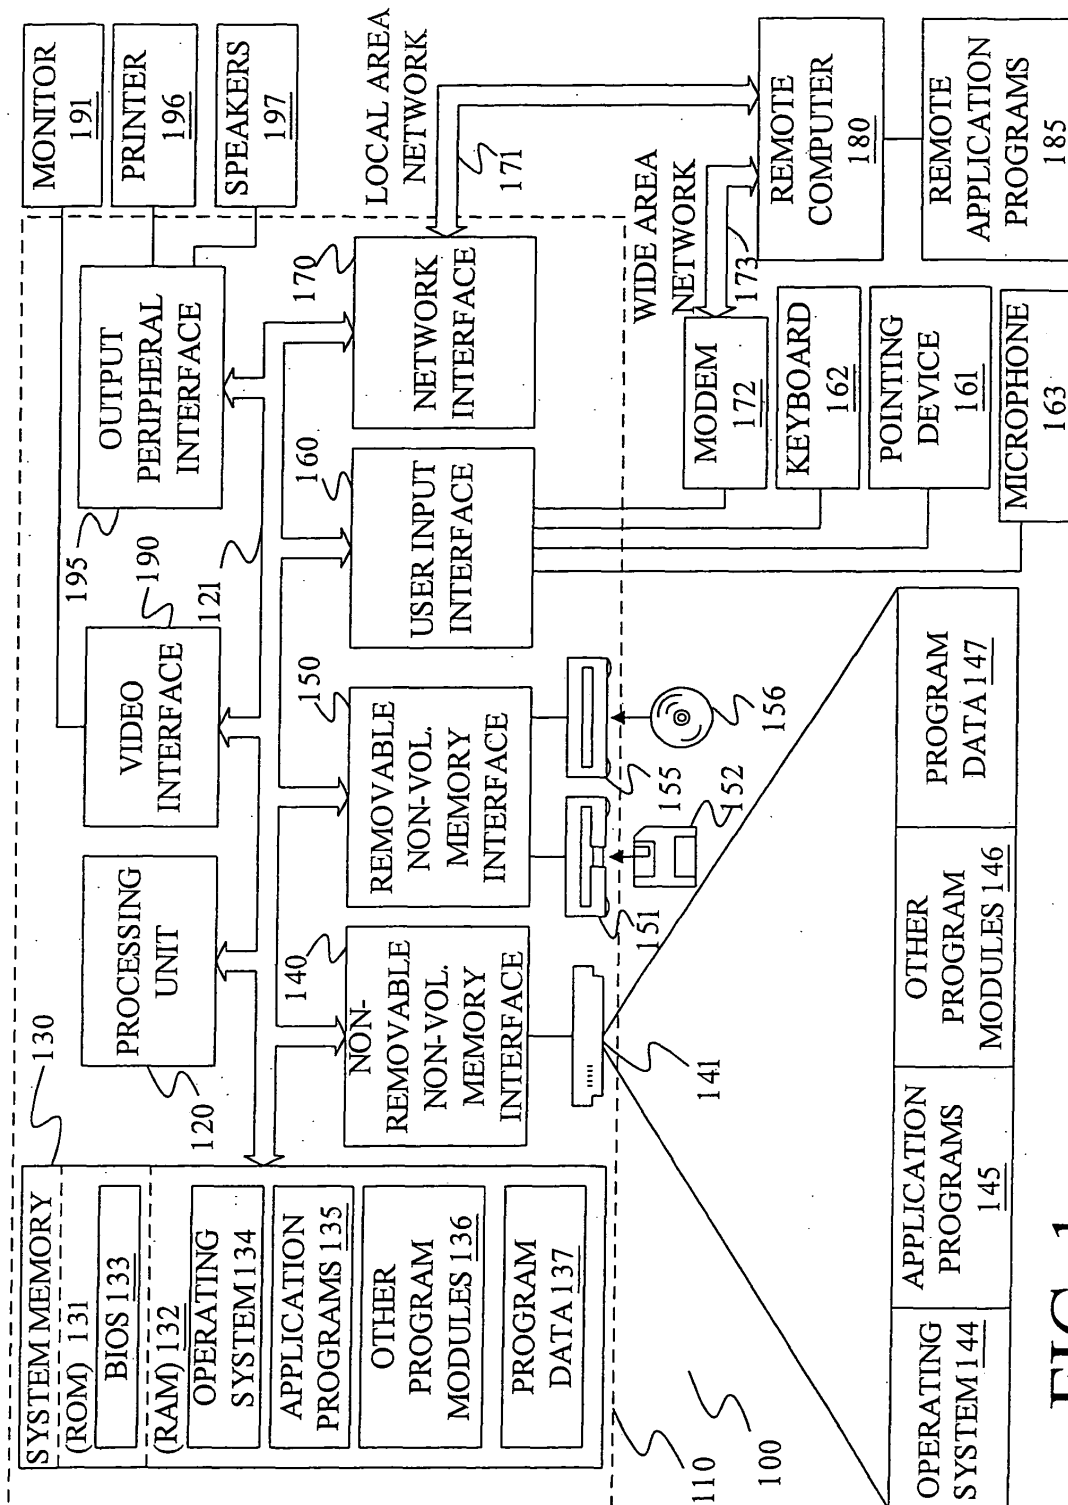 SYSTEM MEMORY
(ROM) 131
BIOS 133
(RAM) 132
OPERATING
SYSTEM 134
APPLICATION
PROGRAMS 135
OTHER
PROGRAM
MODULES 136
PROGRAM
DATA 137
130
PROCESSING
UNIT
120
VIDEO
INTERFACE
190
121
OUTPUT
PERIPHERAL
INTERFACE
195
MONITOR
191
PRINTER
196
SPEAKERS
197
NON-
REMOVABLE
NON-VOL.
MEMORY
INTERFACE
140
REMOVABLE
NON-VOL.
MEMORY
INTERFACE
150
USER INPUT
INTERFACE
160
NETWORK
INTERFACE
170
LOCAL AREA
NETWORK
171
141
151
152
155
156
WIDE AREA
NETWORK
173
MODEM
172
KEYBOARD
162
POINTING
DEVICE
161
MICROPHONE
163
REMOTE
COMPUTER
180
REMOTE
APPLICATION
PROGRAMS
185
110
100
OPERATING
SYSTEM 144
APPLICATION
PROGRAMS
145
OTHER
PROGRAM
MODULES 146
PROGRAM
DATA 147
FIG. 1